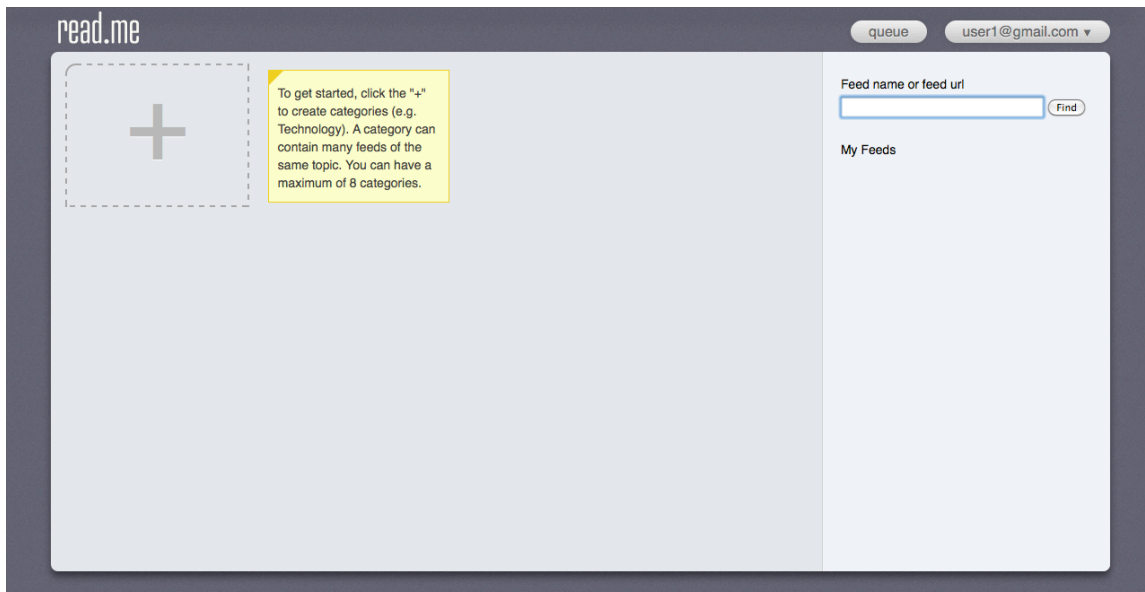 read.me
queue
user1@gmail.com ▾
To get started, click the "+"
to create categories (e.g.
Technology). A category can
contain many feeds of the
same topic. You can have a
maximum of 8 categories.
Feed name or feed url
Find
My Feeds